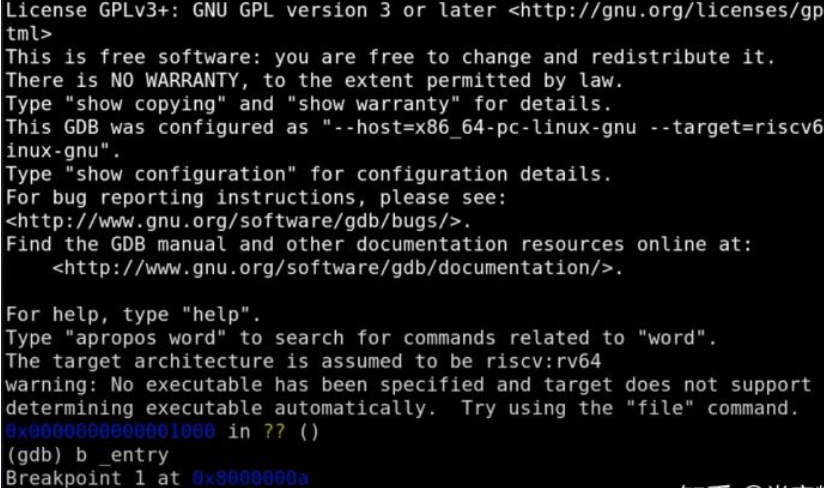 License GPLv3+: GNU GPL version 3 or later <http://gnu.org/licenses/gp
tml>
This is free software: you are free to change and redistribute it.
There is NO WARRANTY, to the extent permitted by law.
Type "show copying" and "show warranty" for details.
This GDB was configured as "--host=x86_64-pc-linux-gnu --target=riscv6
inux-gnu".
Type "show configuration" for configuration details.
For bug reporting instructions, please see:
<http://www.gnu.org/software/gdb/bugs/>.
Find the GDB manual and other documentation resources online at:
    <http://www.gnu.org/software/gdb/documentation/>.

For help, type "help".
Type "apropos word" to search for commands related to "word".
The target architecture is assumed to be riscv:rv64
warning: No executable has been specified and target does not support
determining executable automatically.  Try using the "file" command.
0x0000000000001000 in ?? ()
(gdb) b _entry
Breakpoint 1 at 0x8000000a